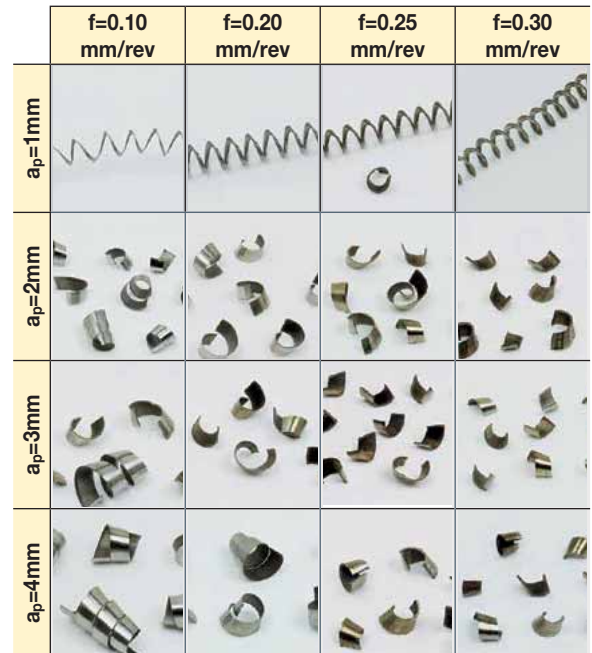 f=0.10 mm/rev
f=0.20 mm/rev
f=0.25 mm/rev
f=0.30 mm/rev
ap=1mm
ap=2mm
ap=3mm
ap=4mm